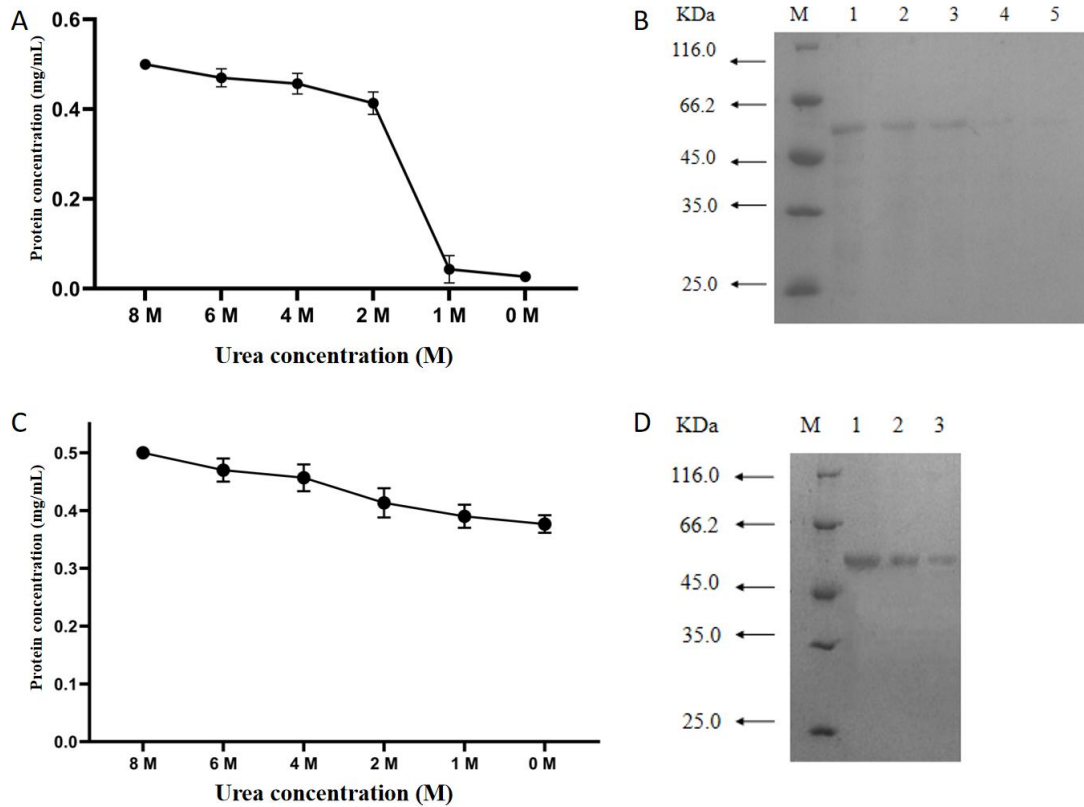 A
Protein concentration (mg/mL)
0.6
0.4
0.2
0.0
8 M 6 M 4 M 2 M 1 M 0 M
Urea concentration (M)
B
KDa M 1 2 3 4 5
116.0
66.2
45.0
35.0
25.0
C
Protein concentration (mg/mL)
0.5
0.4
0.3
0.2
0.1
0.0
8 M 6 M 4 M 2 M 1 M 0 M
Urea concentration (M)
D
KDa M 1 2 3
116.0
66.2
45.0
35.0
25.0